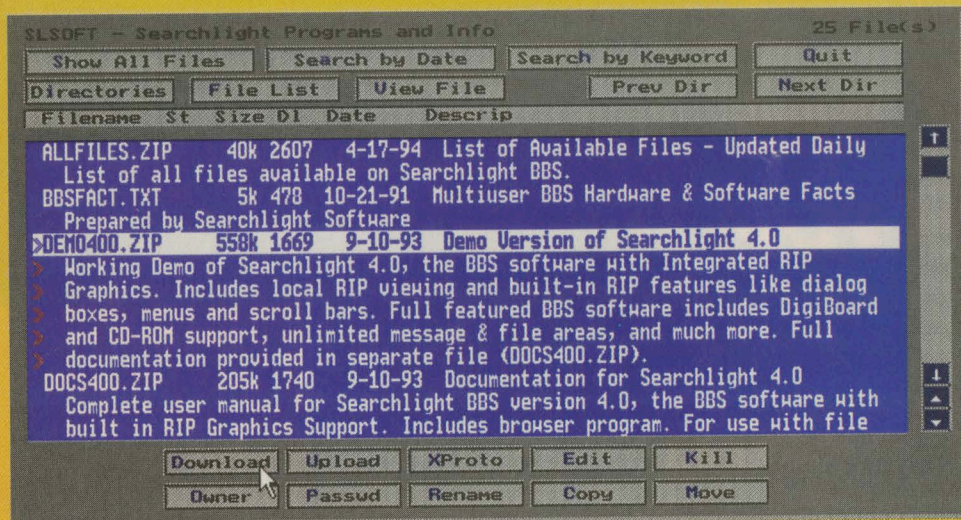 SLSOFT - Searchlight Programs and Info 25 File(s)
Show All Files Search by Date Search by Keyword Quit
Directories File List View File Prev Dir Next Dir
Filename St Size Dl Date Descrip
ALLFILES.ZIP 40k 2607 4-17-94 List of Available Files - Updated Daily
List of all files available on Searchlight BBS.
BBSFACT.TXT 5k 478 10-21-91 Multiuser BBS Hardware & Software Facts
Prepared by Searchlight Software
>DEMO400.ZIP 558k 1669 9-10-93 Demo Version of Searchlight 4.0
> Working Demo of Searchlight 4.0, the BBS software with Integrated RIP
> Graphics. Includes local RIP viewing and built-in RIP features like dialog
> boxes, menus and scroll bars. Full featured BBS software includes DigiBoard
> and CD-ROM support, unlimited message & file areas, and much more. Full
> documentation provided in separate file (DOCS400.ZIP).
DOCS400.ZIP 205k 1740 9-10-93 Documentation for Searchlight 4.0
Complete user manual for Searchlight BBS version 4.0, the BBS software with
built in RIP Graphics Support. Includes browser program. For use with file
Download Upload XProto Edit Kill
Owner Passwd Rename Copy Move